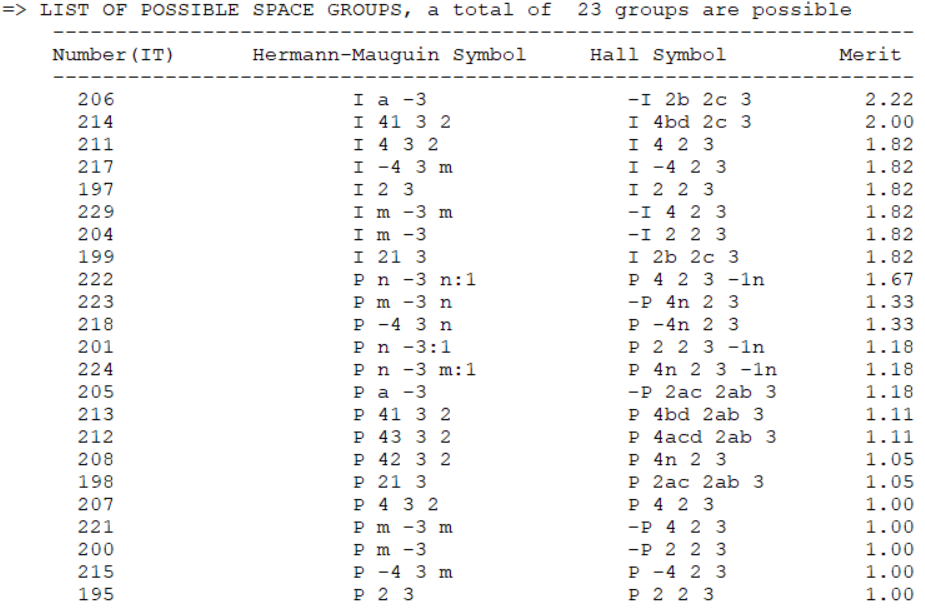 => LIST OF POSSIBLE SPACE GROUPS, a total of  23 groups are possible
Number(IT) Hermann-Mauguin Symbol Hall Symbol Merit
206 I a -3 -I 2b 2c 3 2.22
214 I 41 3 2 I 4bd 2c 3 2.00
211 I 4 3 2 I 4 2 3 1.82
217 I -4 3 m I -4 2 3 1.82
197 I 2 3 I 2 2 3 1.82
229 I m -3 m -I 4 2 3 1.82
204 I m -3 -I 2 2 3 1.82
199 I 21 3 I 2b 2c 3 1.82
222 P n -3 n:1 P 4 2 3 -1n 1.67
223 P m -3 n -P 4n 2 3 1.33
218 P -4 3 n P -4n 2 3 1.33
201 P n -3:1 P 2 2 3 -1n 1.18
224 P n -3 m:1 P 4n 2 3 -1n 1.18
205 P a -3 -P 2ac 2ab 3 1.18
213 P 41 3 2 P 4bd 2ab 3 1.11
212 P 43 3 2 P 4acd 2ab 3 1.11
208 P 42 3 2 P 4n 2 3 1.05
198 P 21 3 P 2ac 2ab 3 1.05
207 P 4 3 2 P 4 2 3 1.00
221 P m -3 m -P 4 2 3 1.00
200 P m -3 -P 2 2 3 1.00
215 P -4 3 m P -4 2 3 1.00
195 P 2 3 P 2 2 3 1.00